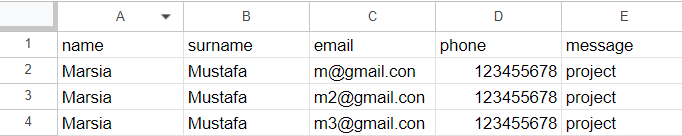 A B C D E
1 name surname email phone message
2 Marsia Mustafa m@gmail.con 123455678 project
3 Marsia Mustafa m2@gmail.con 123455678 project
4 Marsia Mustafa m3@gmail.con 123455678 project